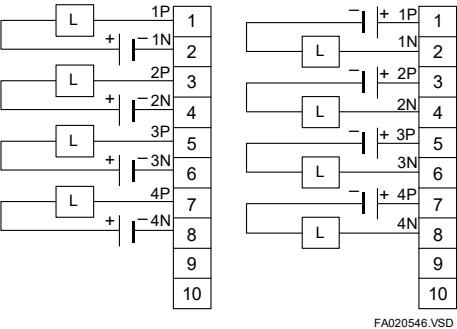 L 1P 1
+ − 1N 2
L 2P 3
+ − 2N 4
L 3P 5
+ − 3N 6
L 4P 7
+ − 4N 8
9
10
− + 1P 1
L 1N 2
− + 2P 3
L 2N 4
− + 3P 5
L 3N 6
− + 4P 7
L 4N 8
9
10
FA020546.VSD